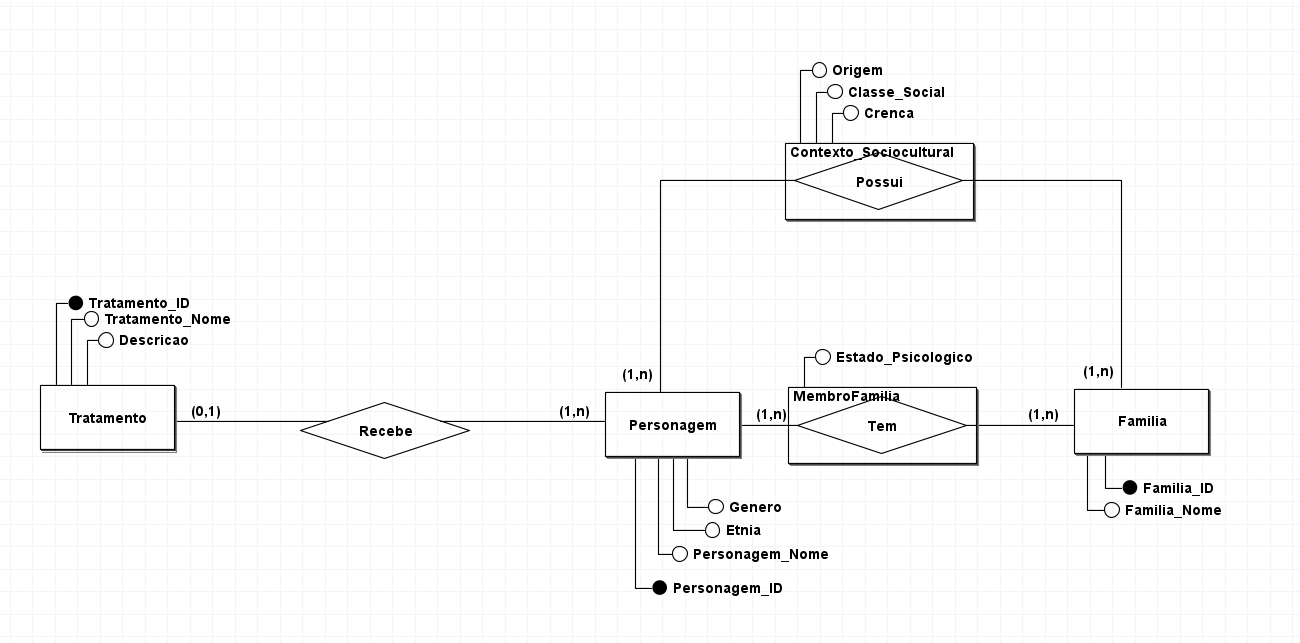 Origem
Classe_Social
Crenca
Contexto_Sociocultural
Possui
Tratamento_ID
Tratamento_Nome
Descricao
Tratamento
(0,1)
Recebe
(1,n)
(1,n)
Personagem
(1,n)
Estado_Psicologico
MembroFamilia
Tem
(1,n)
(1,n)
Familia
Familia_ID
Familia_Nome
Genero
Etnia
Personagem_Nome
Personagem_ID